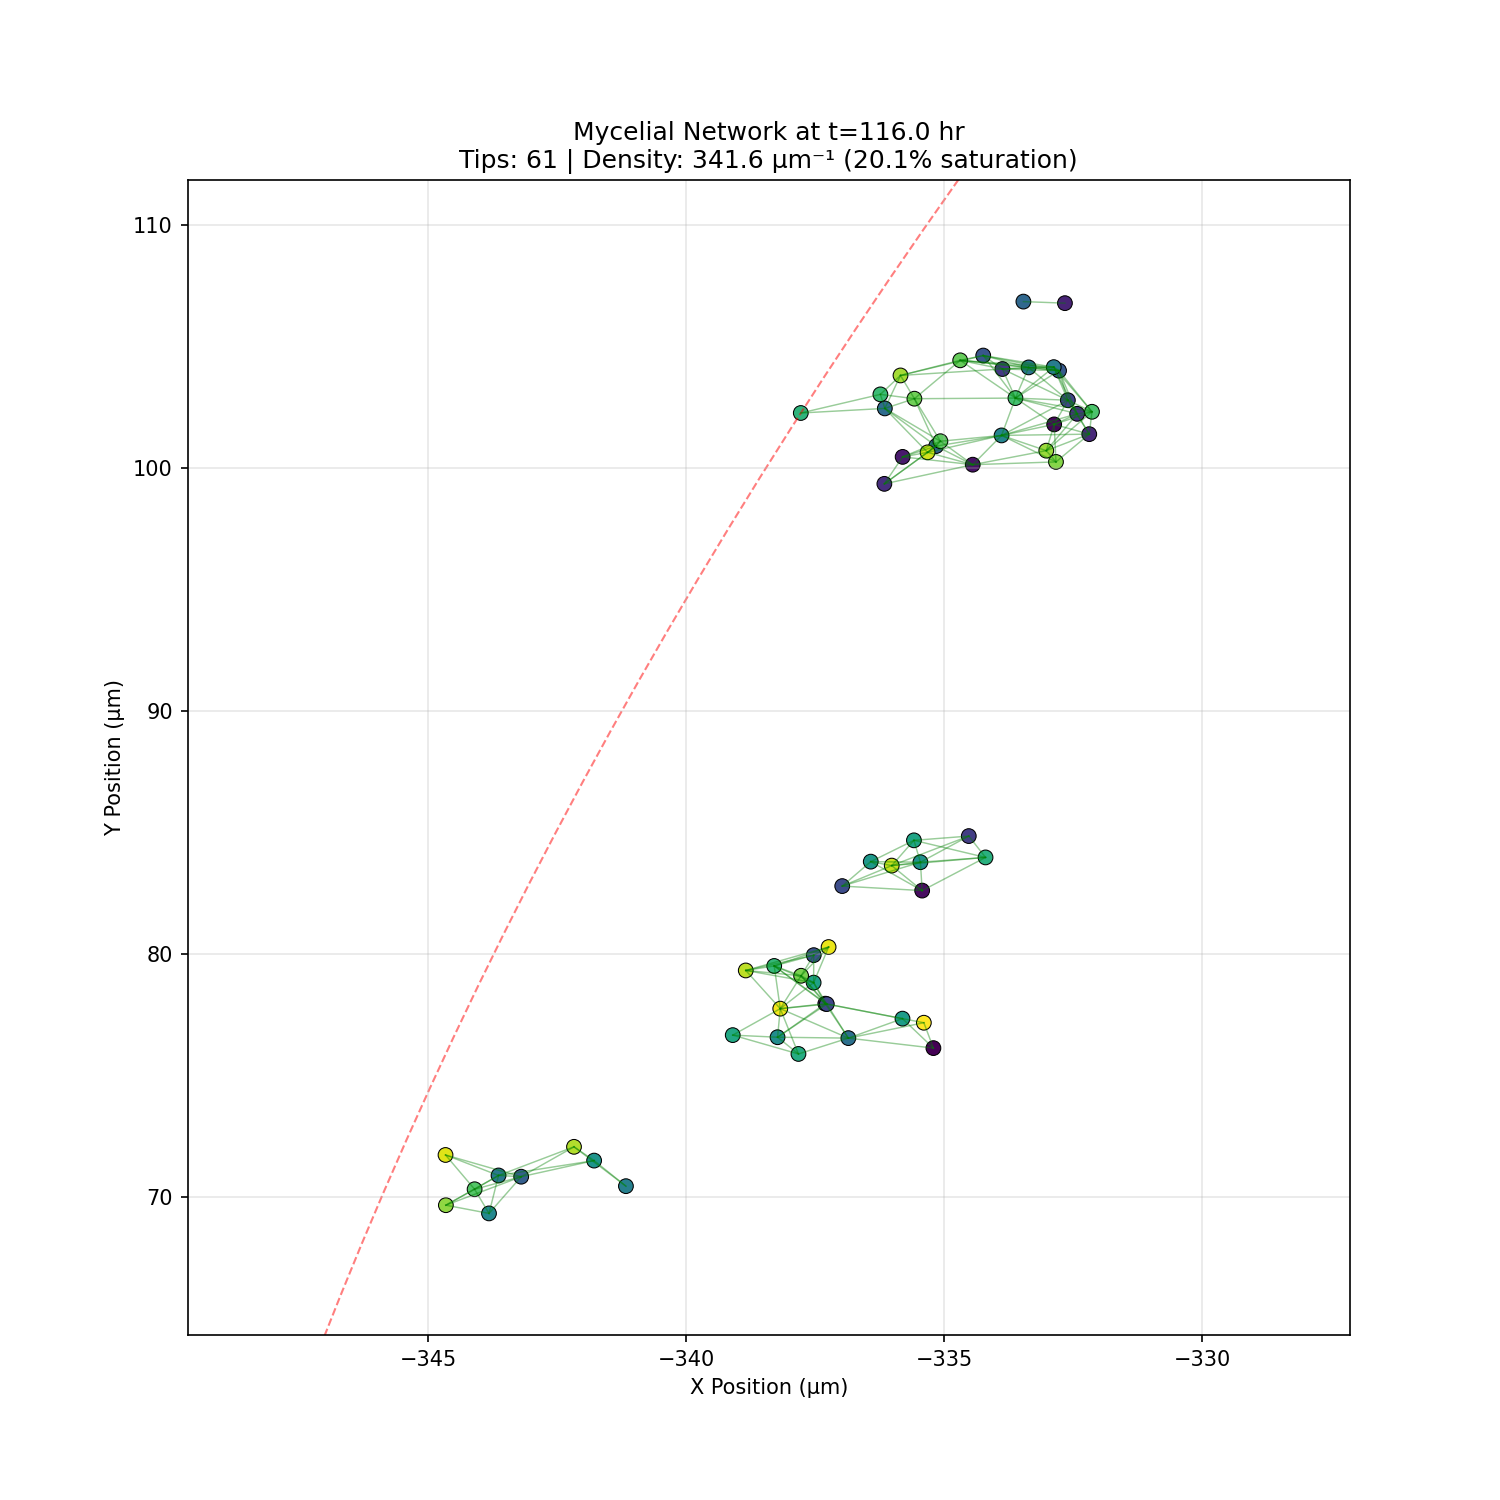 Mycelial Network at t=116.0 hr
Tips: 61 | Density: 341.6 μm⁻¹ (20.1% saturation)
110
100
90
80
70
Y Position (μm)
−345
−340
−335
−330
X Position (μm)